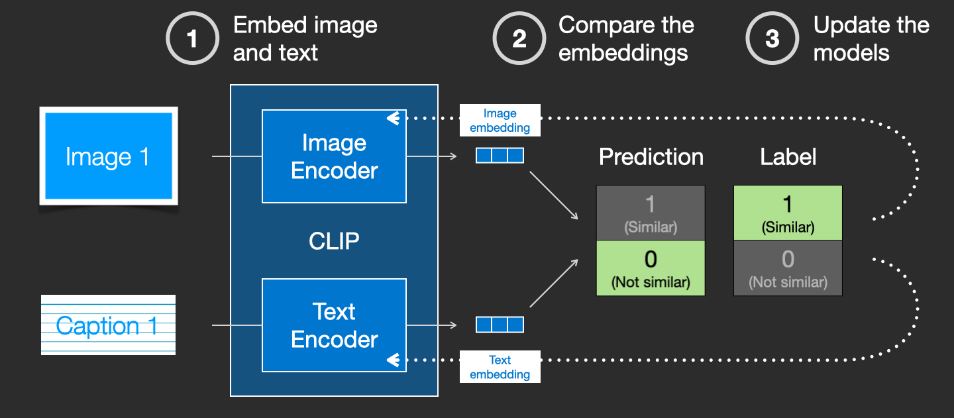 1
Embed image
and text
2
Compare the
embeddings
3
Update the
models
Image 1
Image
Encoder
CLIP
Image
embedding
Prediction
Label
1
(Similar)
0
(Not similar)
1
(Similar)
0
(Not similar)
Caption 1
Text
Encoder
Text
embedding